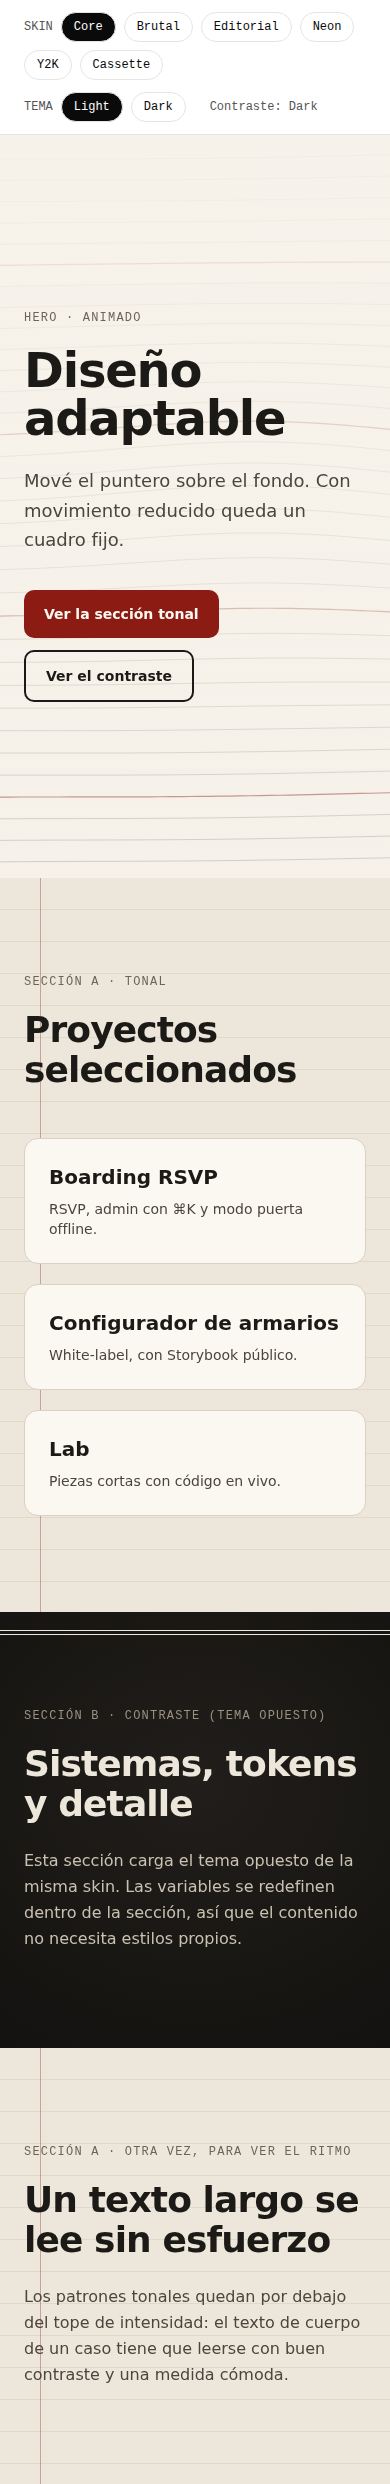 SKIN Core Brutal Editorial Neon
Y2K Cassette
TEMA Light Dark Contraste: Dark
HERO · ANIMADO
Diseño
adaptable
Mové el puntero sobre el fondo. Con
movimiento reducido queda un
cuadro fijo.
Ver la sección tonal
Ver el contraste
SECCIÓN A · TONAL
Proyectos
seleccionados
Boarding RSVP
RSVP, admin con ⌘K y modo puerta
offline.
Configurador de armarios
White-label, con Storybook público.
Lab
Piezas cortas con código en vivo.
SECCIÓN B · CONTRASTE (TEMA OPUESTO)
Sistemas, tokens
y detalle
Esta sección carga el tema opuesto de la
misma skin. Las variables se redefinen
dentro de la sección, así que el contenido
no necesita estilos propios.
SECCIÓN A · OTRA VEZ, PARA VER EL RITMO
Un texto largo se
lee sin esfuerzo
Los patrones tonales quedan por debajo
del tope de intensidad: el texto de cuerpo
de un caso tiene que leerse con buen
contraste y una medida cómoda.